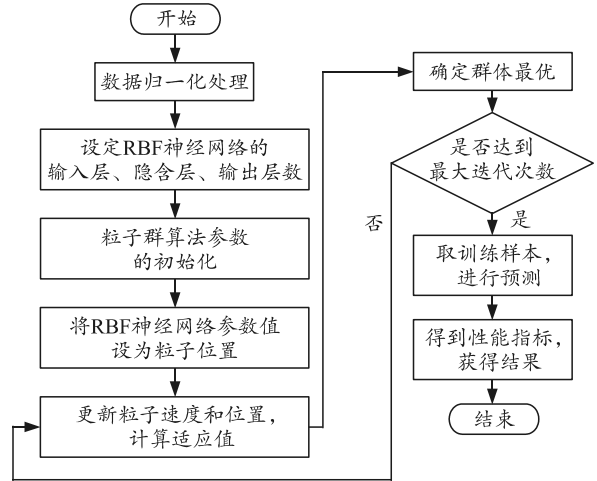 开始
数据归一化处理
设定RBF神经网络的
输入层、隐含层、输出层数
粒子群算法参数
的初始化
将RBF神经网络参数值
设为粒子位置
更新粒子速度和位置，
计算适应值
确定群体最优
是否达到
最大迭代次数
否
是
取训练样本，
进行预测
得到性能指标，
获得结果
结束